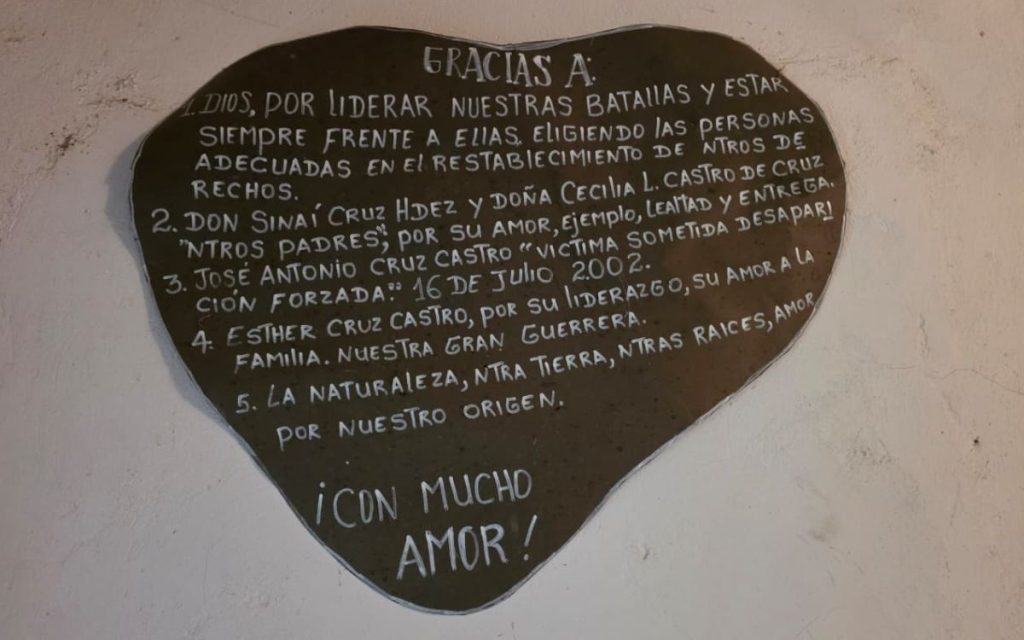 GRACIAS A:
1. DIOS, POR LIDERAR NUESTRAS BATALLAS Y ESTAR
SIEMPRE FRENTE A ELLAS. ELIGIENDO LAS PERSONAS
ADECUADAS EN EL RESTABLECIMIENTO DE NTROS DE
RECHOS.
2. DON SINAÍ CRUZ HDEZ Y DOÑA CECILIA L. CASTRO DE CRUZ
"NTROS PADRES", POR SU AMOR, EJEMPLO, LEALTAD Y ENTREGA.
3. JOSÉ ANTONIO CRUZ CASTRO "VICTIMA SOMETIDA DESAPARI
CIÓN FORZADA." 16 DE JULIO 2002.
4. ESTHER CRUZ CASTRO, POR SU LIDERAZGO, SU AMOR A LA
FAMILIA. NUESTRA GRAN GUERRERA.
5. LA NATURALEZA, NTRA TIERRA, NTRAS RAICES, AMOR
POR NUESTRO ORIGEN.
¡CON MUCHO
AMOR!